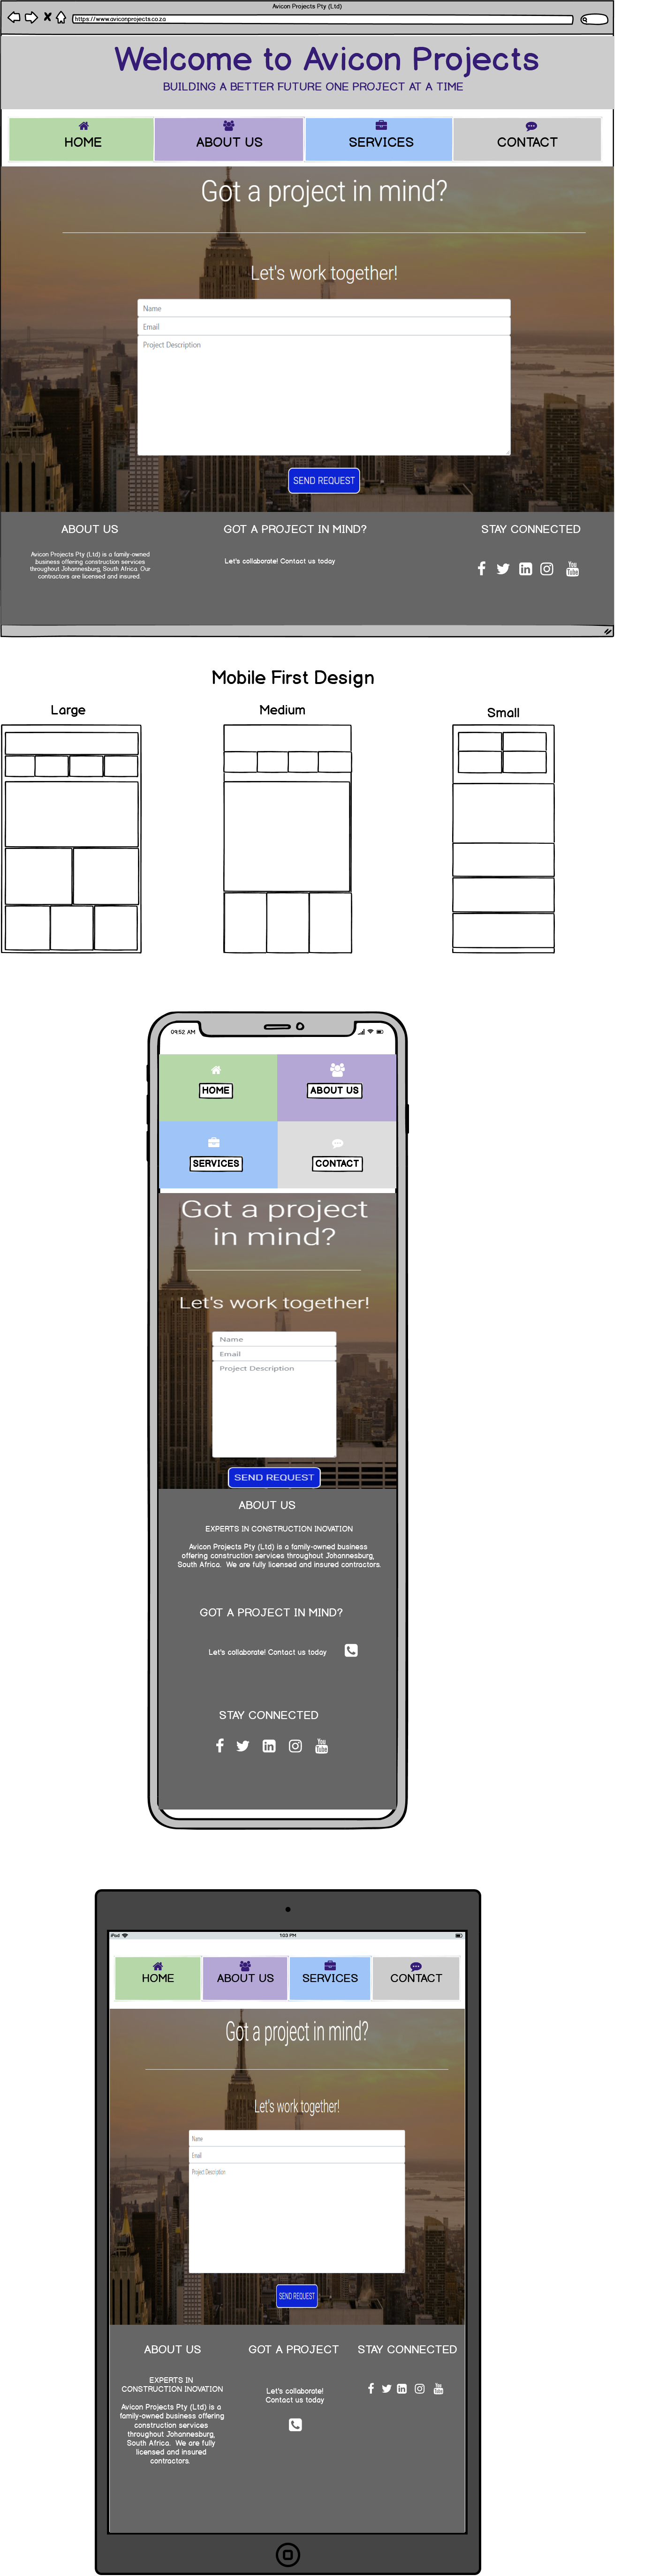 Avicon Projects Pty (Ltd)
https://www.aviconprojects.co.za
Welcome to Avicon Projects
BUILDING A BETTER FUTURE ONE PROJECT AT A TIME
HOME
ABOUT US
SERVICES
CONTACT
Got a project in mind?
Let's work together!
Name
Email
Project Description
SEND REQUEST
ABOUT US
Avicon Projects Pty (Ltd) is a family-owned
business offering construction services
throughout Johannesburg, South Africa. Our
contractors are licensed and insured.
GOT A PROJECT IN MIND?
Let's collaborate! Contact us today
STAY CONNECTED
You
Tube
Mobile First Design
Large
Medium
Small
09:52 AM
HOME
ABOUT US
SERVICES
CONTACT
Got a project
in mind?
Let's work together!
Name
Email
Project Description
SEND REQUEST
ABOUT US
EXPERTS IN CONSTRUCTION INOVATION
Avicon Projects Pty (Ltd) is a family-owned business
offering construction services throughout Johannesburg,
South Africa. We are fully licensed and insured contractors.
GOT A PROJECT IN MIND?
Let's collaborate! Contact us today
STAY CONNECTED
You
Tube
iPad
1:03 PM
HOME
ABOUT US
SERVICES
CONTACT
Got a project in mind?
Let's work together!
Name
Email
Project Description
SEND REQUEST
ABOUT US
EXPERTS IN
CONSTRUCTION INOVATION
Avicon Projects Pty (Ltd) is a
family-owned business offering
construction services
throughout Johannesburg,
South Africa. We are fully
licensed and insured
contractors.
GOT A PROJECT
Let's collaborate!
Contact us today
STAY CONNECTED
You
Tube